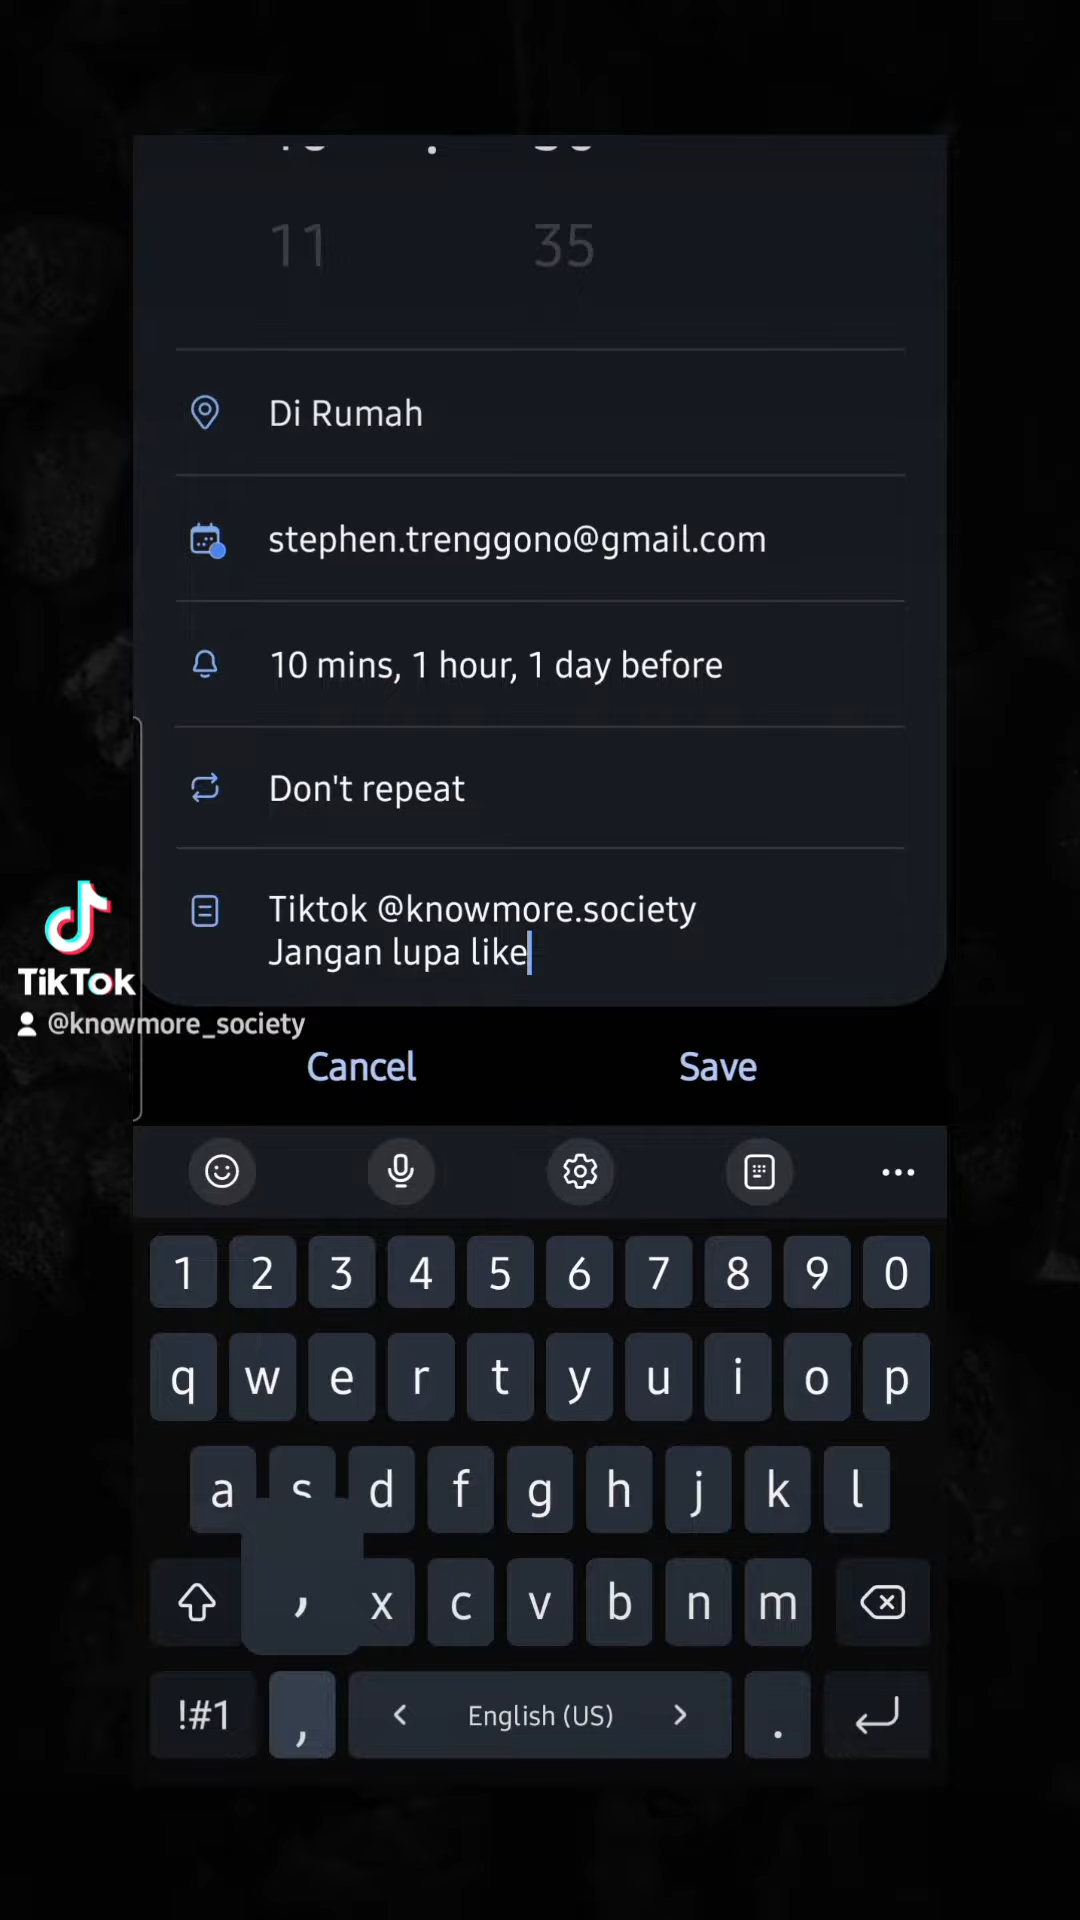 11 35
Di Rumah
stephen.trenggono@gmail.com
10 mins, 1 hour, 1 day before
Don't repeat
Tiktok @knowmore.society
Jangan lupa like
TikTok
@knowmore_society
Cancel Save
1 2 3 4 5 6 7 8 9 0
q w e r t y u i o p
a s d f g h j k l
, x c v b n m
!#1 , < English (US) > .